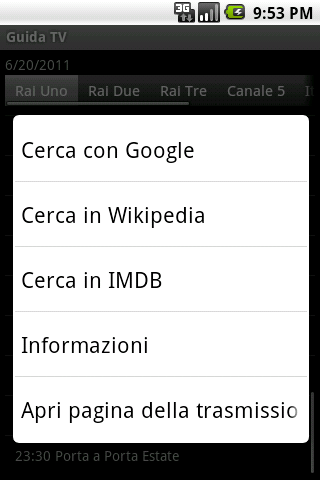 3G 9:53 PM
Guida TV
6/20/2011
Rai Uno Rai Due Rai Tre Canale 5
Cerca con Google
Cerca in Wikipedia
Cerca in IMDB
Informazioni
Apri pagina della trasmissio
23:30 Porta a Porta Estate